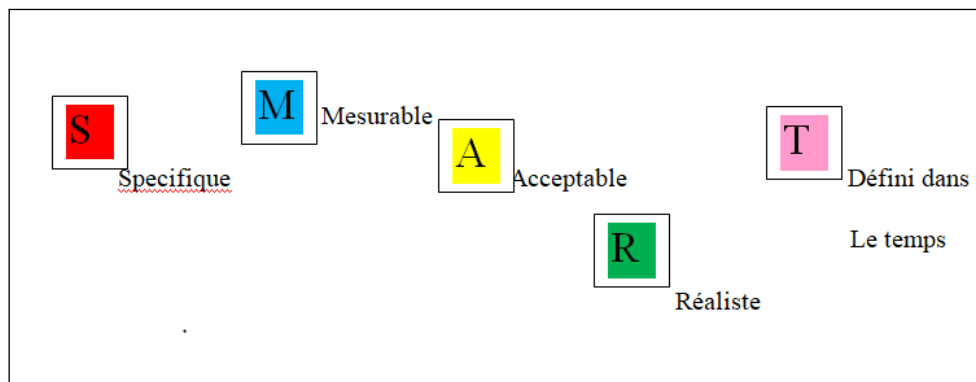 S
Specifique
M
Mesurable
A
Acceptable
R
Réaliste
T
Défini dans
Le temps
.